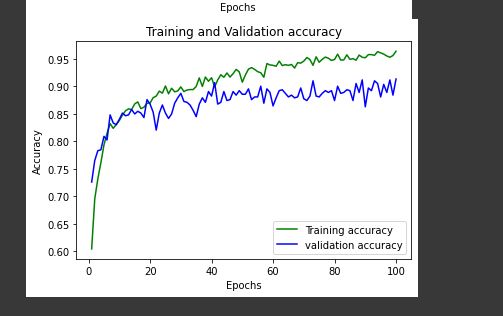 Epochs
Training and Validation accuracy
0.95
0.90
0.85
0.80
0.75
0.70
0.65
0.60
Accuracy
Training accuracy
validation accuracy
0 20 40 60 80 100
Epochs